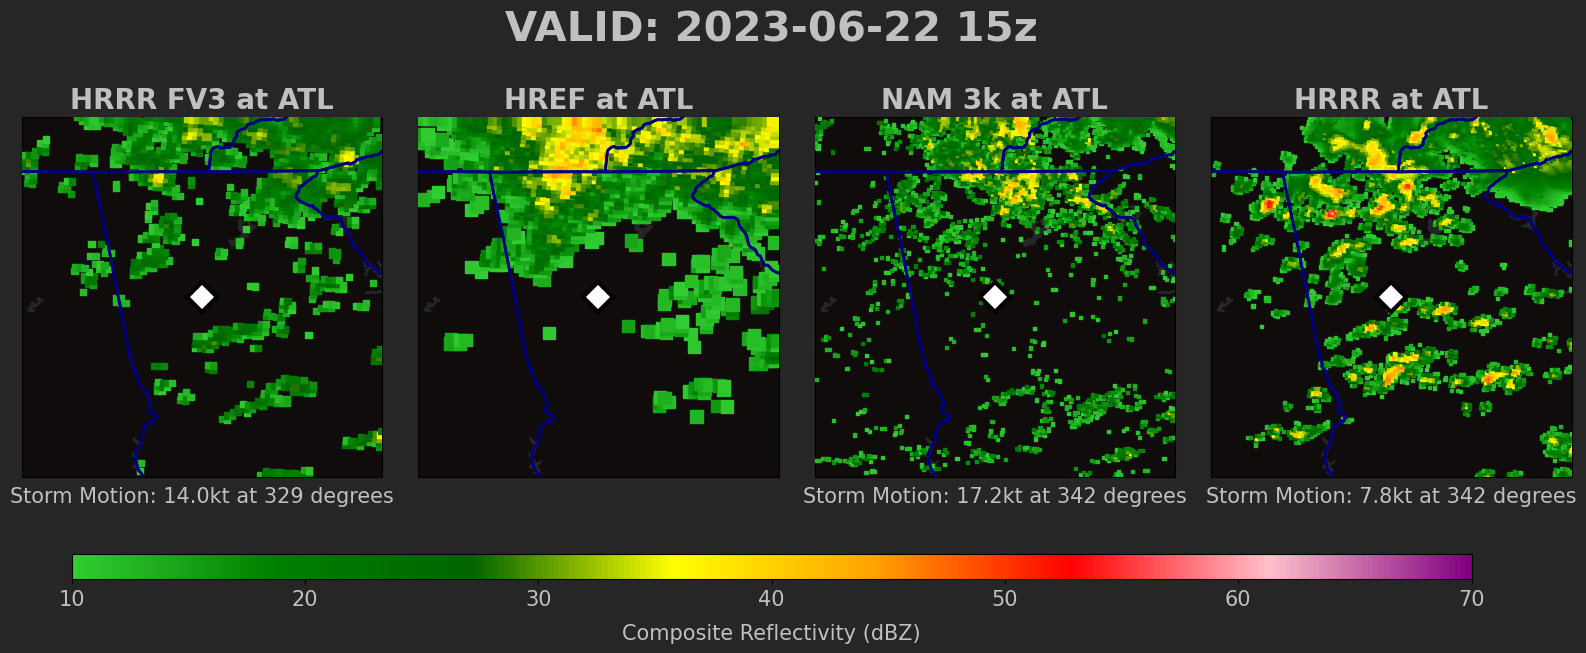 VALID: 2023-06-22 15z
HRRR FV3 at ATL
HREF at ATL
NAM 3k at ATL
HRRR at ATL
Storm Motion: 14.0kt at 329 degrees
Storm Motion: 17.2kt at 342 degrees
Storm Motion: 7.8kt at 342 degrees
10 20 30 40 50 60 70
Composite Reflectivity (dBZ)